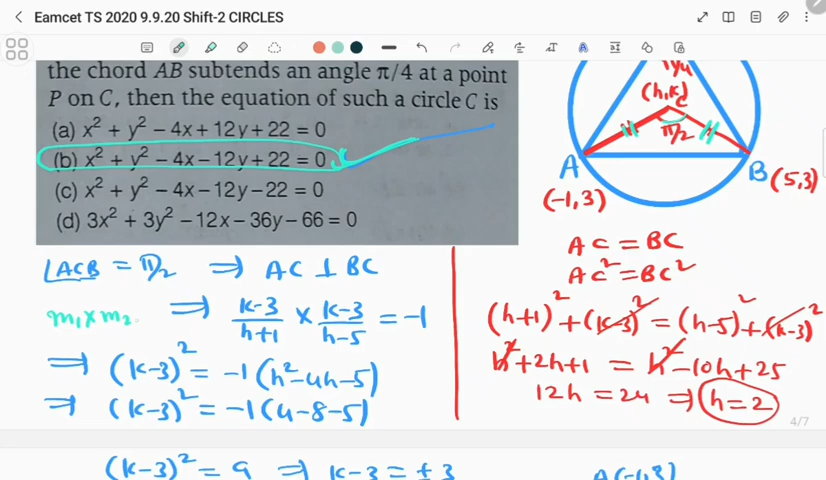 Eamcet TS 2020 9.9.20 Shift-2 CIRCLES
the chord AB subtends an angle π/4 at a point
P on C, then the equation of such a circle C is
(a) x² + y² − 4x + 12y + 22 = 0
(b) x² + y² − 4x − 12y + 22 = 0
(c) x² + y² − 4x − 12y − 22 = 0
(d) 3x² + 3y² − 12x − 36y − 66 = 0
π/4
(h,k)
C
π/2
A
(-1,3)
B (5,3)
∠ACB = π/2 ⇒ AC ⊥ BC
m₁ × m₂ ⇒ k-3/h+1 × k-3/h-5 = -1
⇒ (k-3)² = -1(h²-4h-5)
⇒ (k-3)² = -1(4-8-5)
(k-3)² = 9 ⇒ k-3 = ±3
AC = BC
AC² = BC²
(h+1)² + (k-3)² = (h-5)² + (k-3)²
h² + 2h + 1 = h² - 10h + 25
12h = 24 ⇒ h = 2
4/7
A(-1,3)